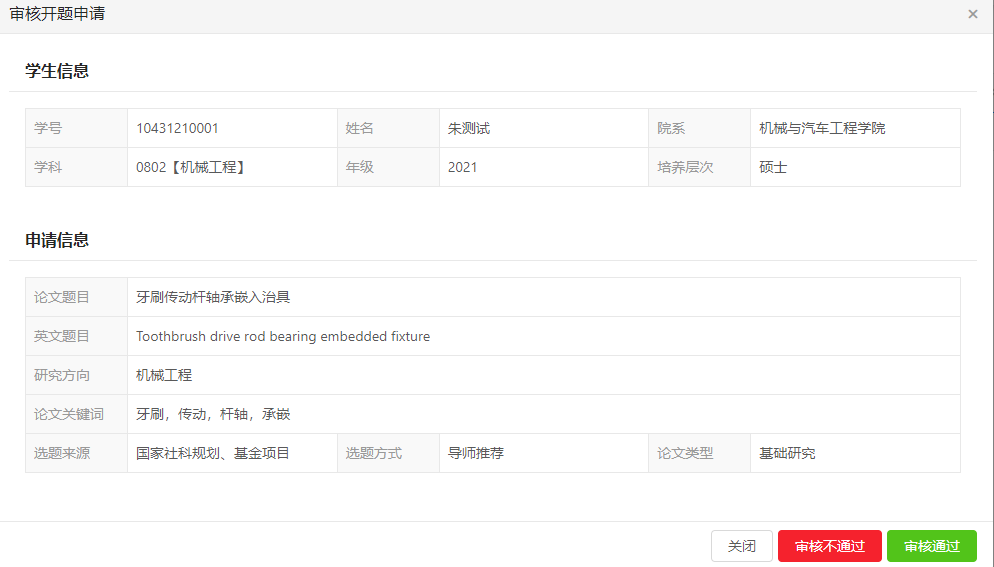 审核开题申请
学生信息
学号 10431210001 姓名 朱测试 院系 机械与汽车工程学院
学科 0802【机械工程】 年级 2021 培养层次 硕士
申请信息
论文题目 牙刷传动杆轴承嵌入治具
英文题目 Toothbrush drive rod bearing embedded fixture
研究方向 机械工程
论文关键词 牙刷，传动，杆轴，承嵌
选题来源 国家社科规划、基金项目 选题方式 导师推荐 论文类型 基础研究
关闭 审核不通过 审核通过